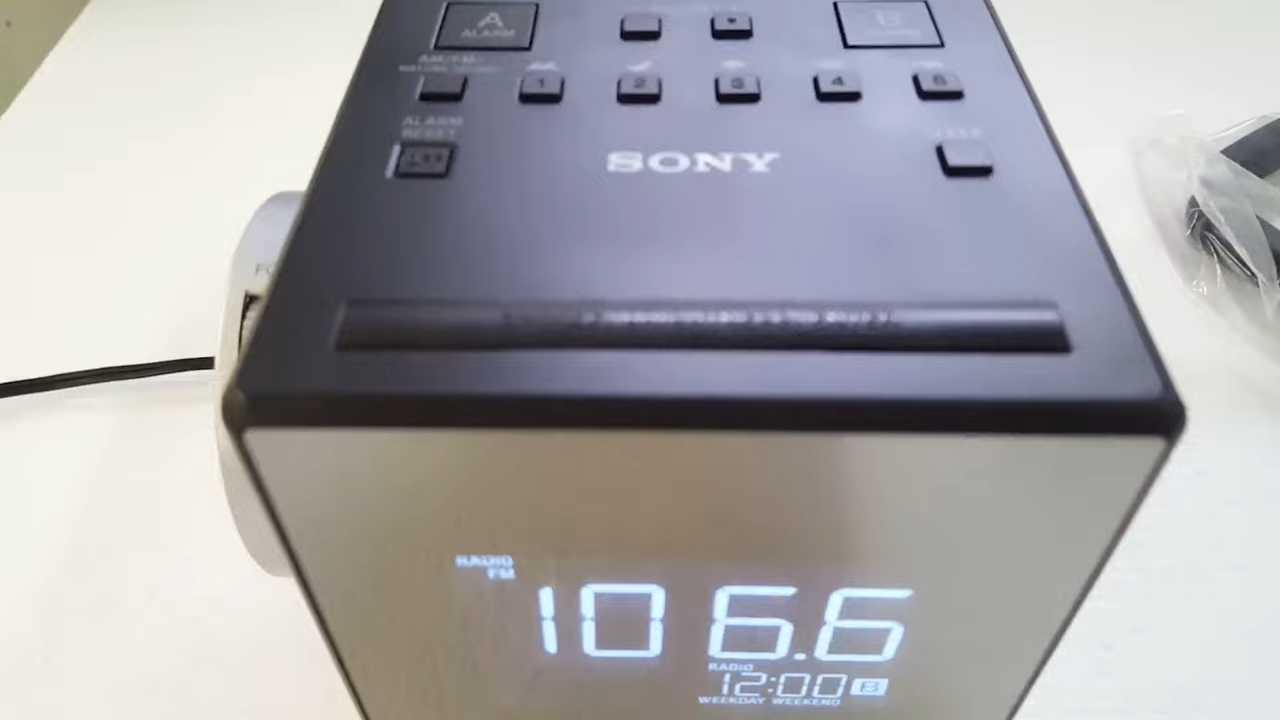 A
ALARM
B
AM/FM-
1
2
3
4
5
ALARM
RESET
SONY
RADIO
FM
106.6
RADIO
12:00 B
WEEKDAY WEEKEND